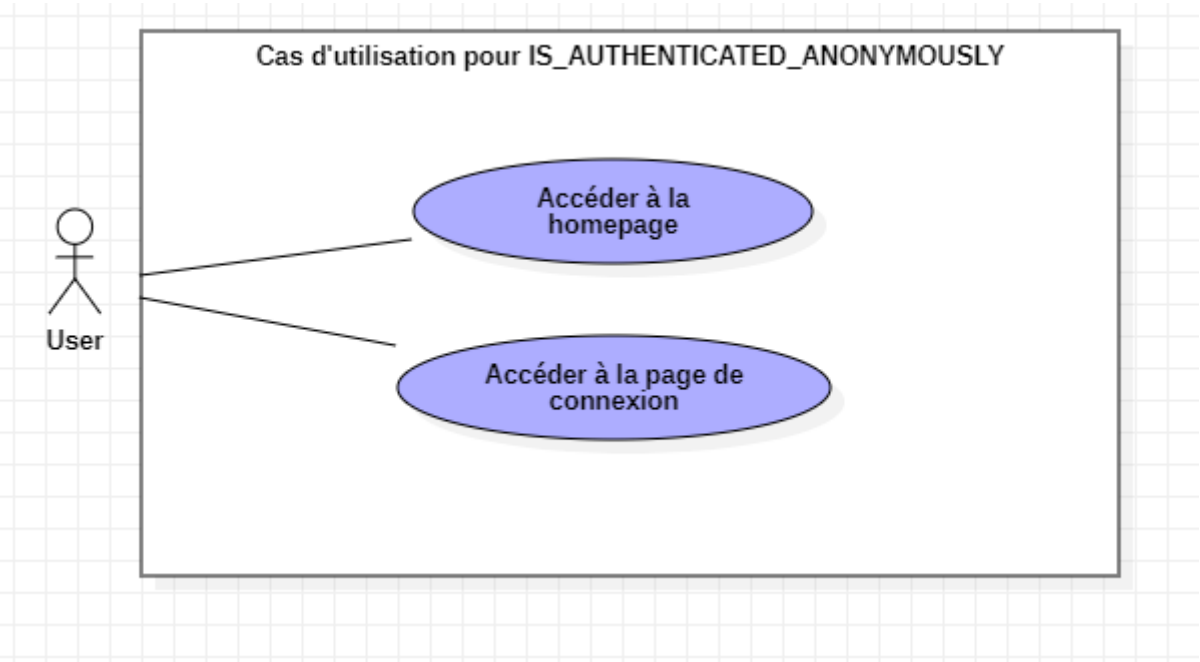 Cas d'utilisation pour IS_AUTHENTICATED_ANONYMOUSLY
Accéder à la
homepage
User
Accéder à la page de
connexion